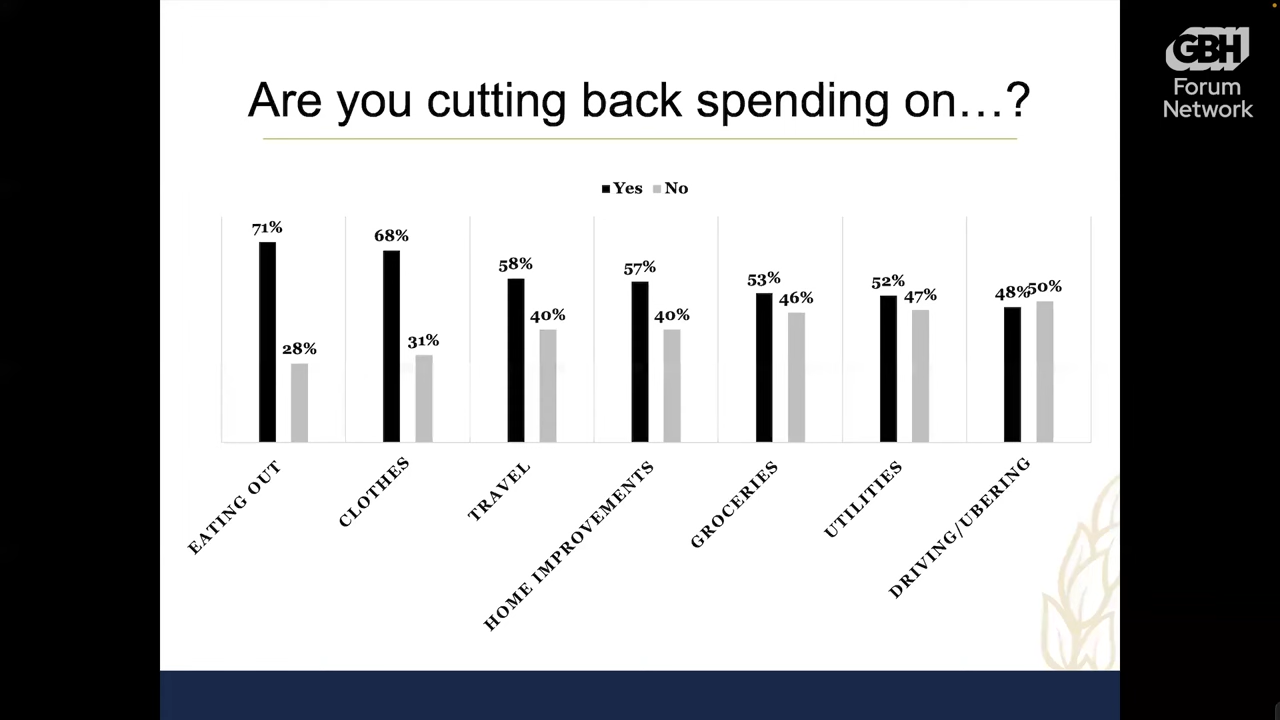 GBH
Forum
Network
Are you cutting back spending on…?
Yes No
71% 28% 68% 31% 58% 40% 57% 40% 53% 46% 52% 47% 48% 50%
EATING OUT
CLOTHES
TRAVEL
HOME IMPROVEMENTS
GROCERIES
UTILITIES
DRIVING/UBERING